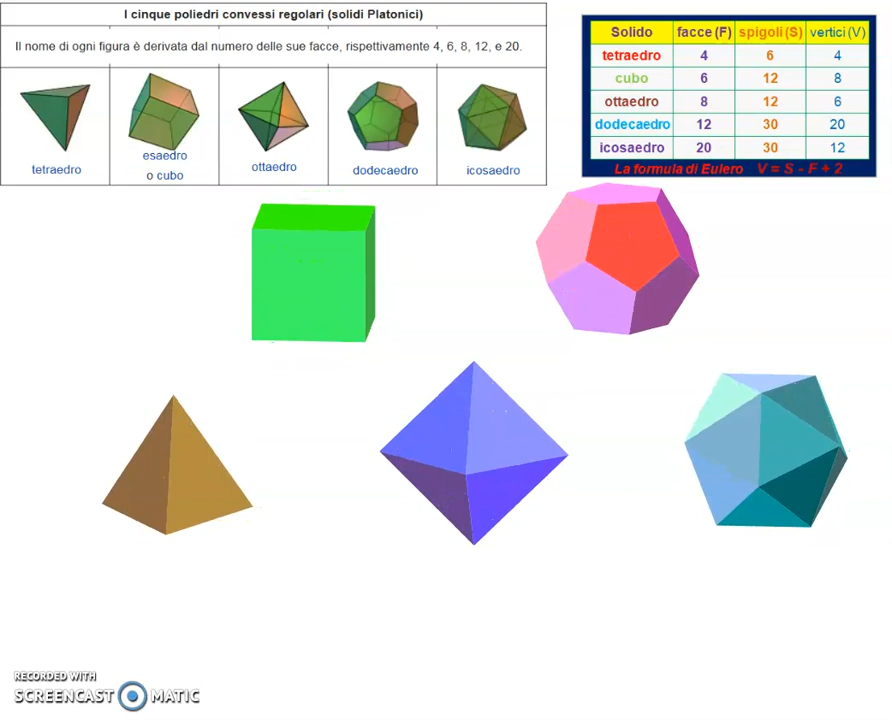 I cinque poliedri convessi regolari (solidi Platonici)
Il nome di ogni figura è derivata dal numero delle sue facce, rispettivamente 4, 6, 8, 12, e 20.
tetraedro
esaedro
o cubo
ottaedro
dodecaedro
icosaedro
Solido facce (F) spigoli (S) vertici (V)
tetraedro 4 6 4
cubo 6 12 8
ottaedro 8 12 6
dodecaedro 12 30 20
icosaedro 20 30 12
La formula di Eulero V = S - F + 2
RECORDED WITH
SCREENCAST MATIC